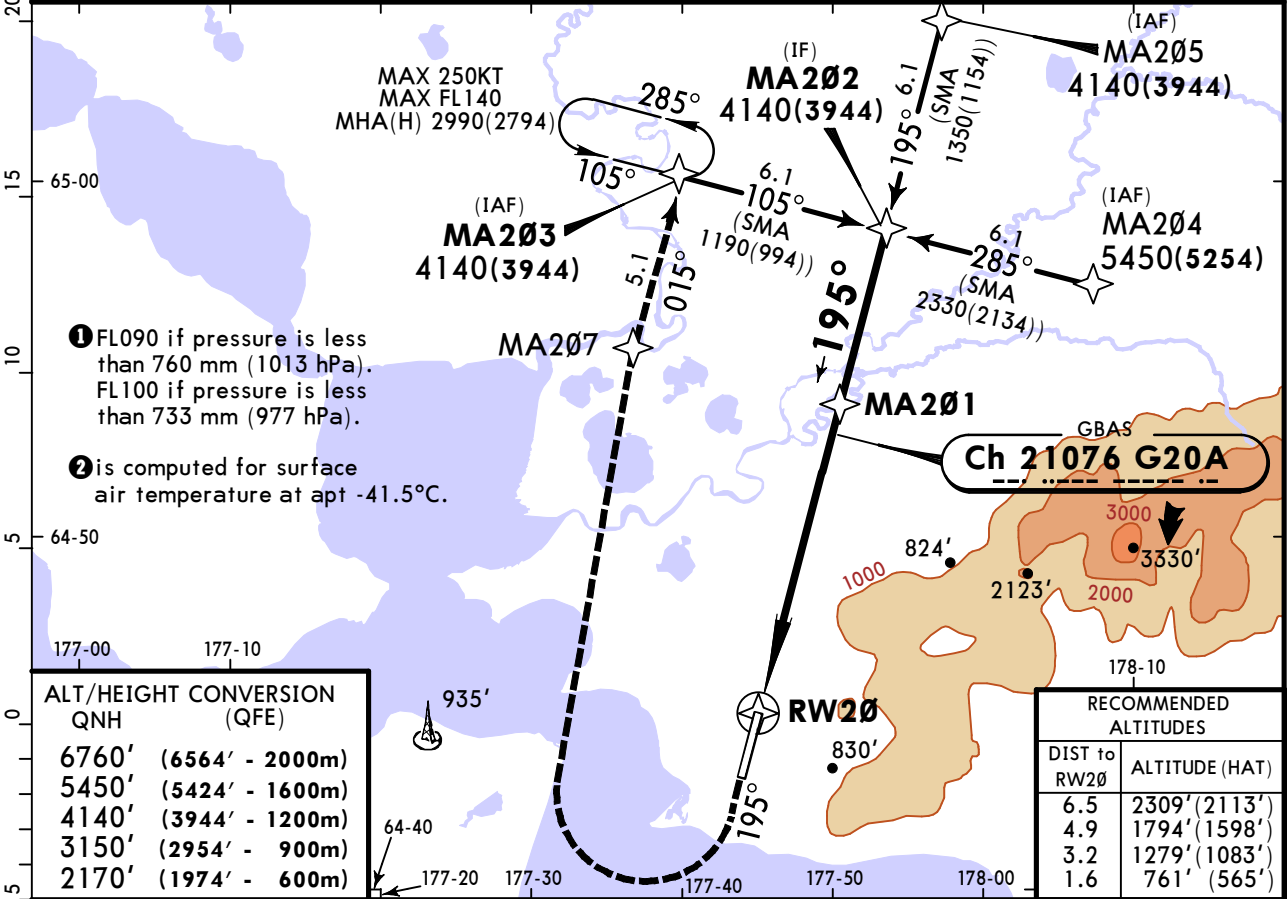 20
15
10
5
0
5
65-00
64-50
MAX 250KT
MAX FL140
MHA(H) 2990(2794)
285°
105°
(IAF)
MA2Ø3
4140(3944)
(IF)
MA2Ø2
4140(3944)
(IAF)
MA2Ø5
4140(3944)
195° 6.1
(SMA
1350(1154))
6.1
105°
(SMA
1190(994))
(IAF)
MA2Ø4
5450(5254)
6.1
285°
(SMA
2330(2134))
5.1
015°
195°
MA2Ø7
MA2Ø1
❶ FL090 if pressure is less
than 760 mm (1013 hPa).
FL100 if pressure is less
than 733 mm (977 hPa).
❷ is computed for surface
air temperature at apt -41.5°C.
GBAS
Ch 21076 G20A
3000
3330'
824'
1000
2123'
2000
177-00
177-10
178-10
935'
RW2Ø
830'
195°
64-40
177-20
177-30
177-40
177-50
178-00
ALT/HEIGHT CONVERSION
QNH (QFE)
6760' (6564' - 2000m)
5450' (5424' - 1600m)
4140' (3944' - 1200m)
3150' (2954' - 900m)
2170' (1974' - 600m)
RECOMMENDED
ALTITUDES
DIST to
RW2Ø
ALTITUDE (HAT)
6.5 2309'(2113')
4.9 1794'(1598')
3.2 1279'(1083')
1.6 761' (565')